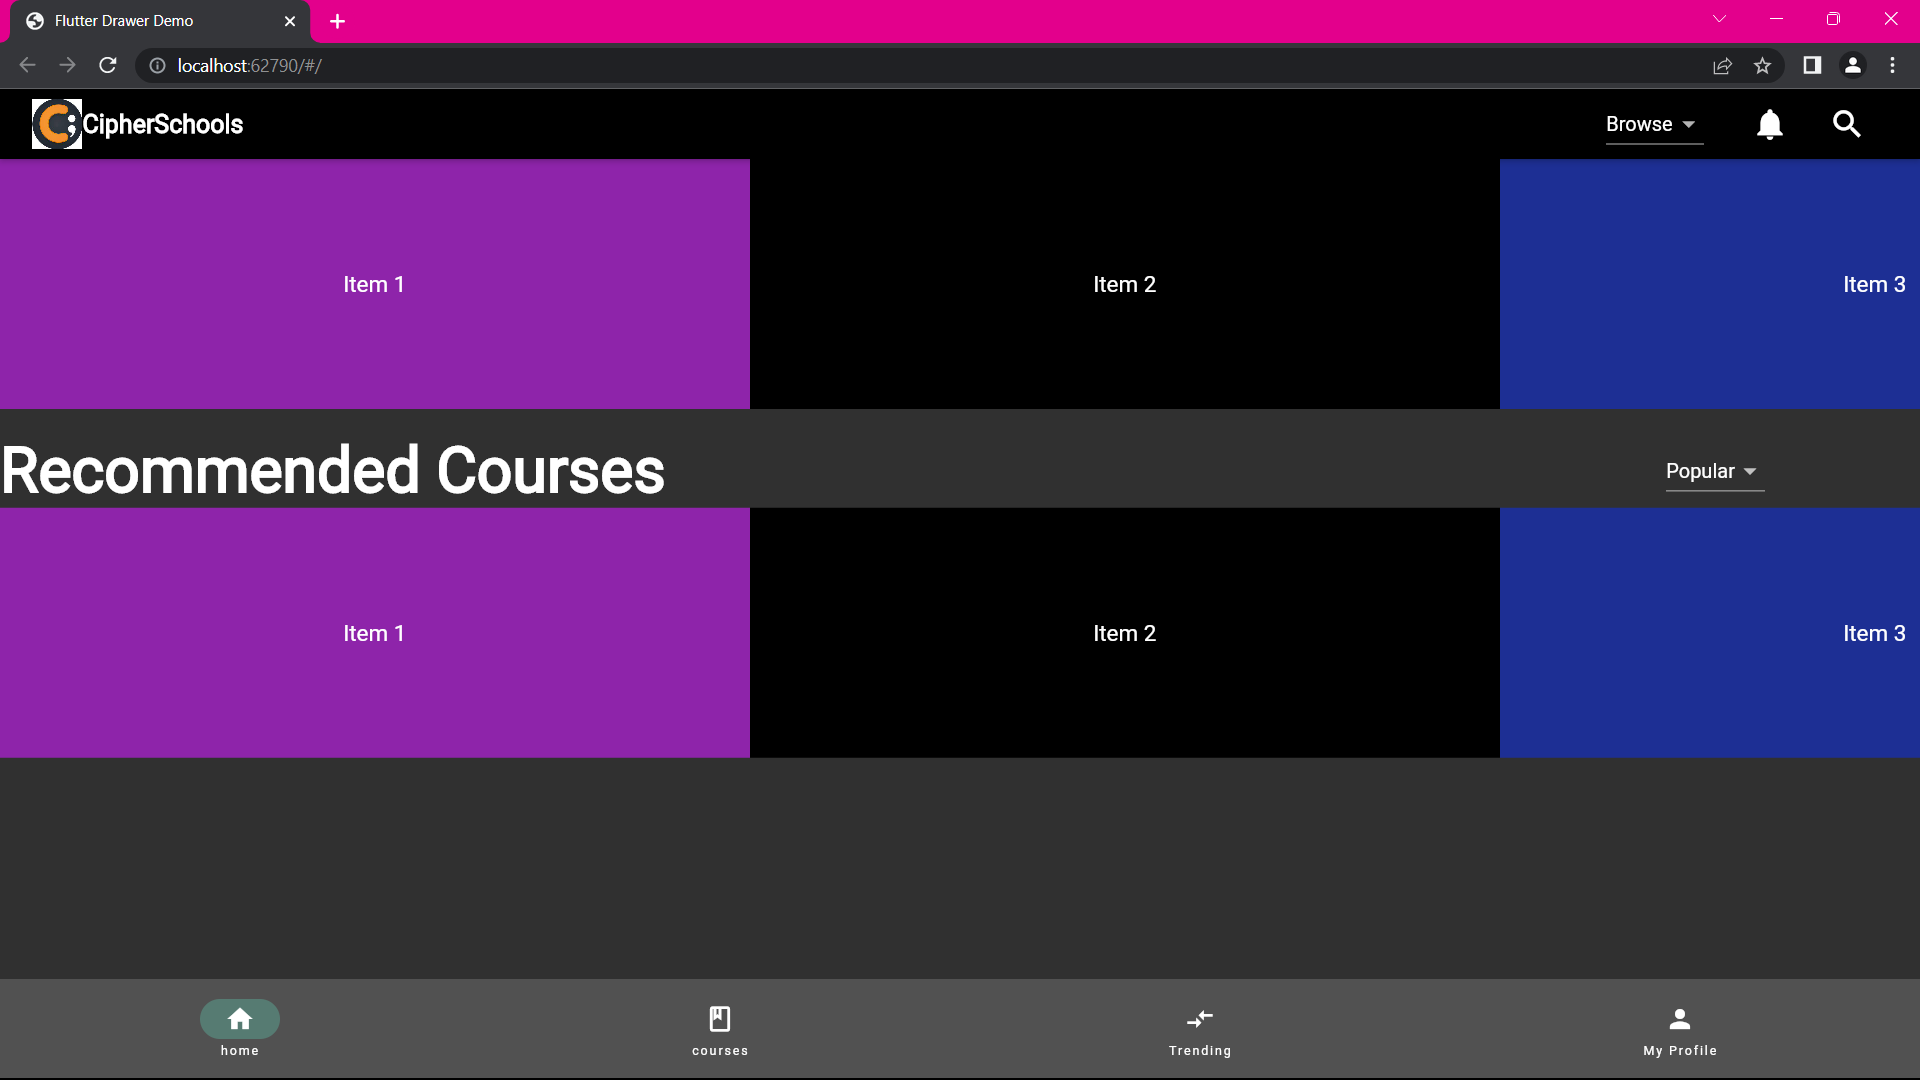 Flutter Drawer Demo
localhost:62790/#/
CipherSchools
Browse
Item 1
Item 2
Item 3
Recommended Courses
Popular
Item 1
Item 2
Item 3
home
courses
Trending
My Profile